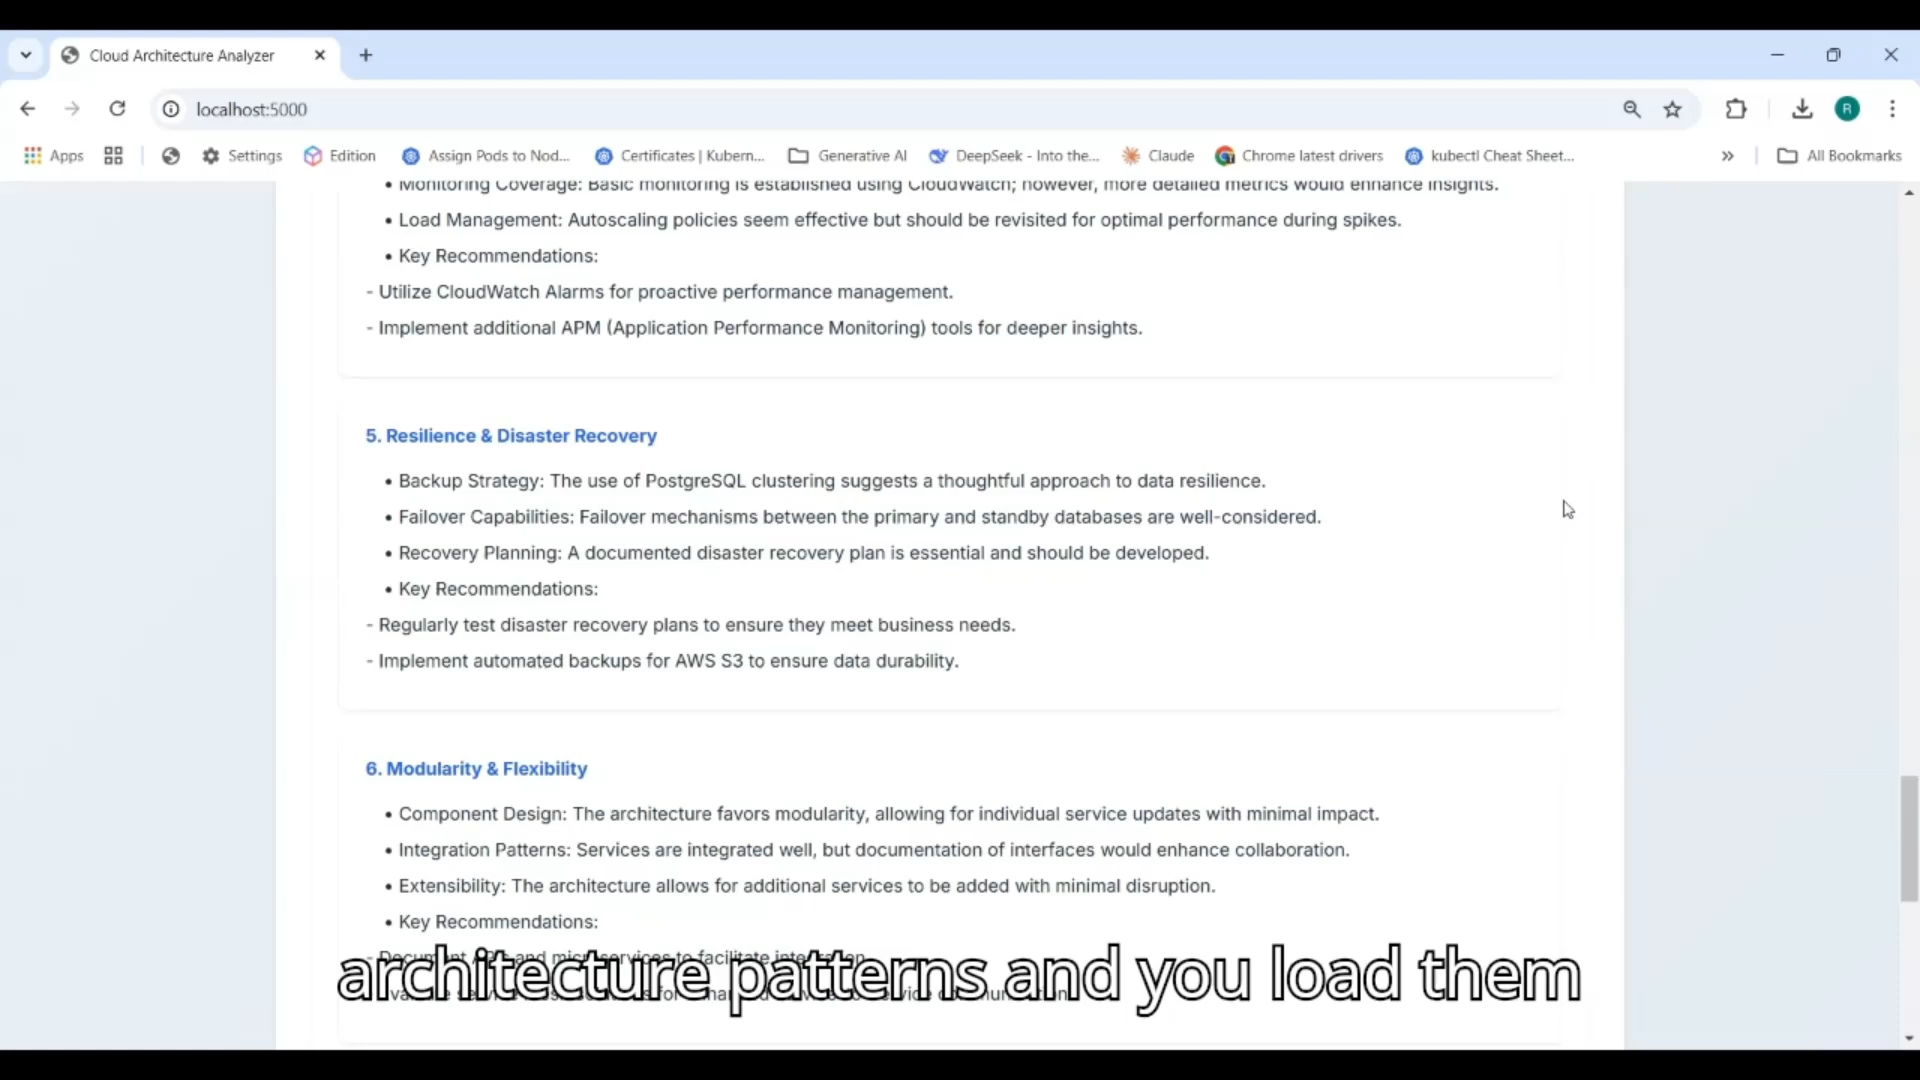 Cloud Architecture Analyzer
localhost:5000
R
Apps
Settings
Edition
Assign Pods to Nod...
Certificates | Kubern...
Generative AI
DeepSeek - Into the...
Claude
Chrome latest drivers
kubectl Cheat Sheet...
»
All Bookmarks
• Monitoring Coverage: Basic monitoring is established using CloudWatch; however, more detailed metrics would enhance insights.
• Load Management: Autoscaling policies seem effective but should be revisited for optimal performance during spikes.
• Key Recommendations:
- Utilize CloudWatch Alarms for proactive performance management.
- Implement additional APM (Application Performance Monitoring) tools for deeper insights.
5. Resilience & Disaster Recovery
• Backup Strategy: The use of PostgreSQL clustering suggests a thoughtful approach to data resilience.
• Failover Capabilities: Failover mechanisms between the primary and standby databases are well-considered.
• Recovery Planning: A documented disaster recovery plan is essential and should be developed.
• Key Recommendations:
- Regularly test disaster recovery plans to ensure they meet business needs.
- Implement automated backups for AWS S3 to ensure data durability.
6. Modularity & Flexibility
• Component Design: The architecture favors modularity, allowing for individual service updates with minimal impact.
• Integration Patterns: Services are integrated well, but documentation of interfaces would enhance collaboration.
• Extensibility: The architecture allows for additional services to be added with minimal disruption.
• Key Recommendations:
- Document APIs and microservices to facilitate integration.
architecture patterns and you load them